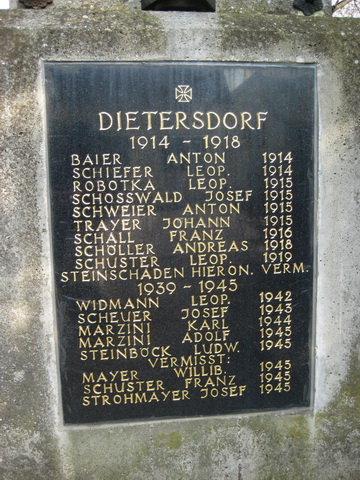 DIETERSDORF
1914 - 1918
BAIER ANTON 1914
SCHIEFER LEOP. 1914
ROBOTKA LEOP. 1915
SCHOSSWALD JOSEF 1915
SCHWEIER ANTON 1915
TRAYER JOHANN 1915
SCHALL FRANZ 1916
SCHÖLLER ANDREAS 1918
SCHUSTER LEOP. 1919
STEINSCHADEN HIERON. VERM.
1939 - 1945
WIDMANN LEOP. 1942
SCHEUER JOSEF 1943
MARZINI KARL 1944
MARZINI ADOLF 1945
STEINBÖCK LUDW. 1945
VERMISST:
MAYER WILLIB. 1945
SCHUSTER FRANZ 1945
STROHMAYER JOSEF 1945